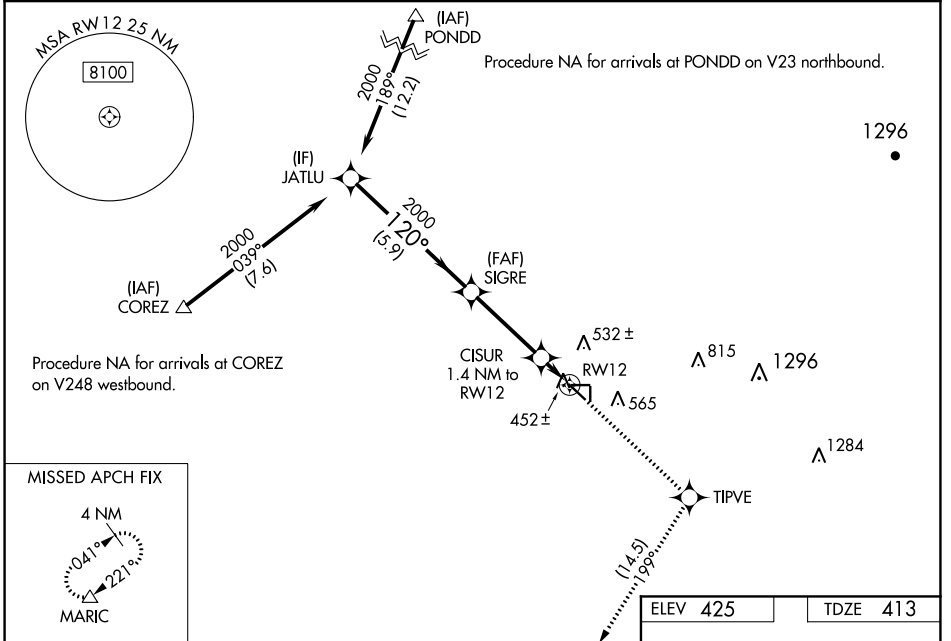 MSA RW12 25 NM
8100
(IAF)
PONDD
Procedure NA for arrivals at PONDD on V23 northbound.
2000
189°
(12.2)
1296
(IF)
JATLU
2000
120°
(5.9)
2000
039°
(7.6)
(IAF)
COREZ
(FAF)
SIGRE
Procedure NA for arrivals at COREZ
on V248 westbound.
CISUR
1.4 NM to
RW12
532 ±
RW12
815
1296
452 ±
565
1284
MISSED APCH FIX
4 NM
041°
221°
MARIC
TIPVE
(14.5)
199°
ELEV 425
TDZE 413